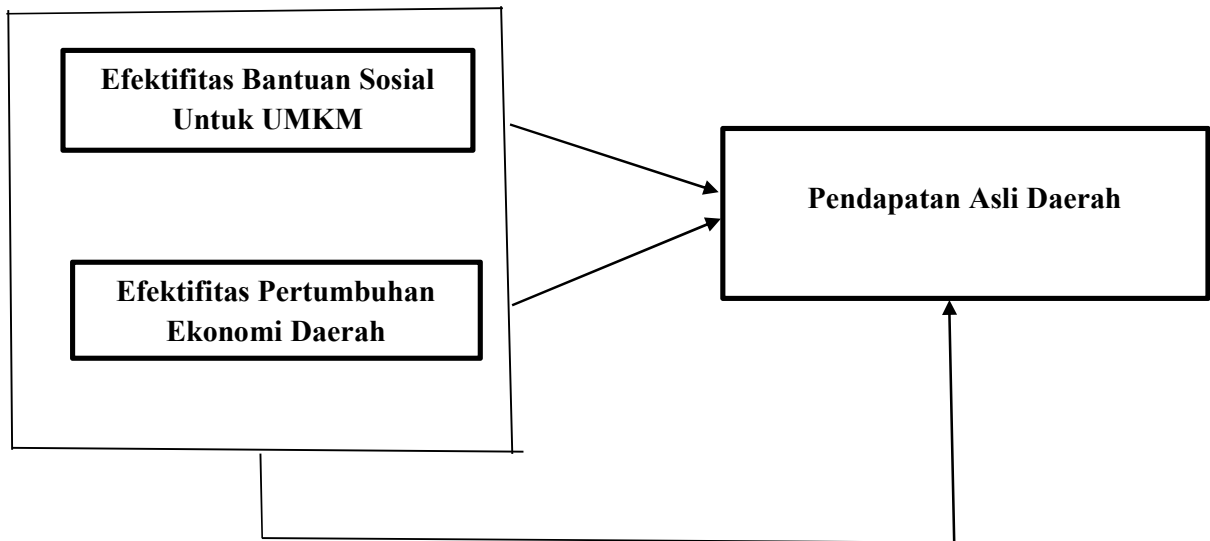 Efektifitas Bantuan Sosial
Untuk UMKM
Pendapatan Asli Daerah
Efektifitas Pertumbuhan
Ekonomi Daerah